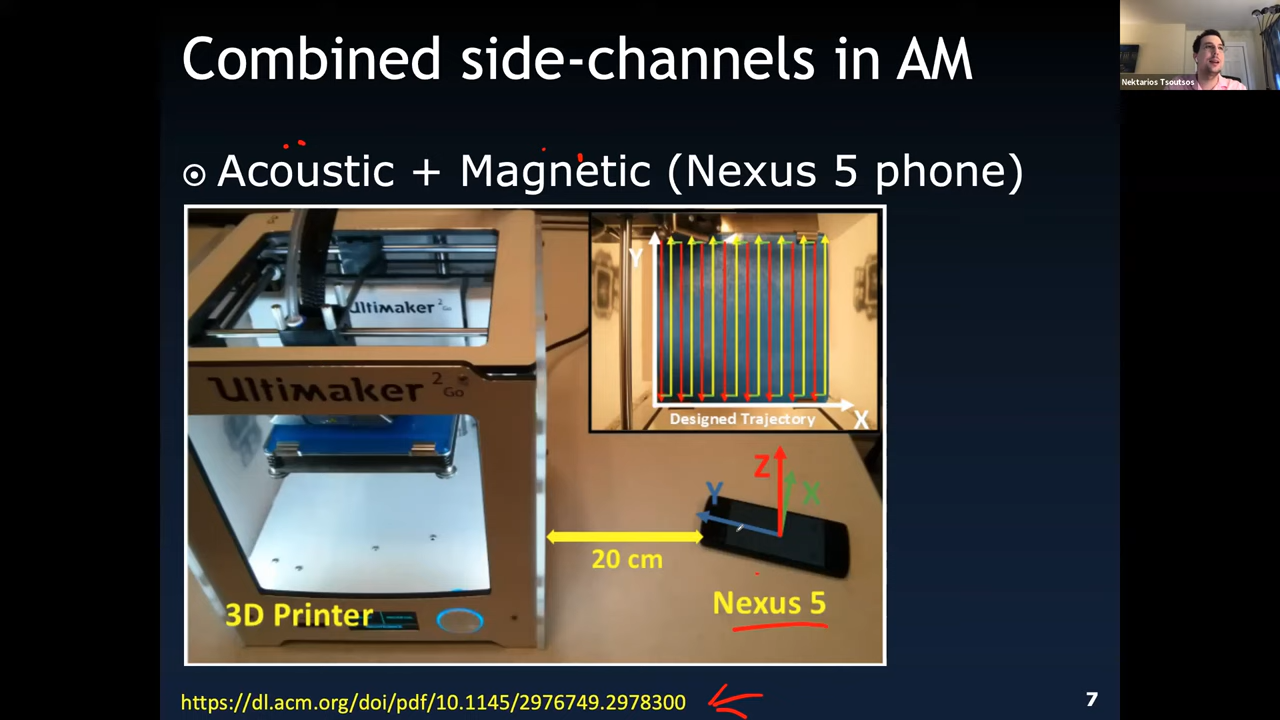 Combined side-channels in AM
Nektarios Tsoutsos
Acoustic + Magnetic (Nexus 5 phone)
Ultimaker 2 Go
Ultimaker 2 Go
Y
Designed Trajectory
X
Z
Y
X
20 cm
Nexus 5
3D Printer
https://dl.acm.org/doi/pdf/10.1145/2976749.2978300
7